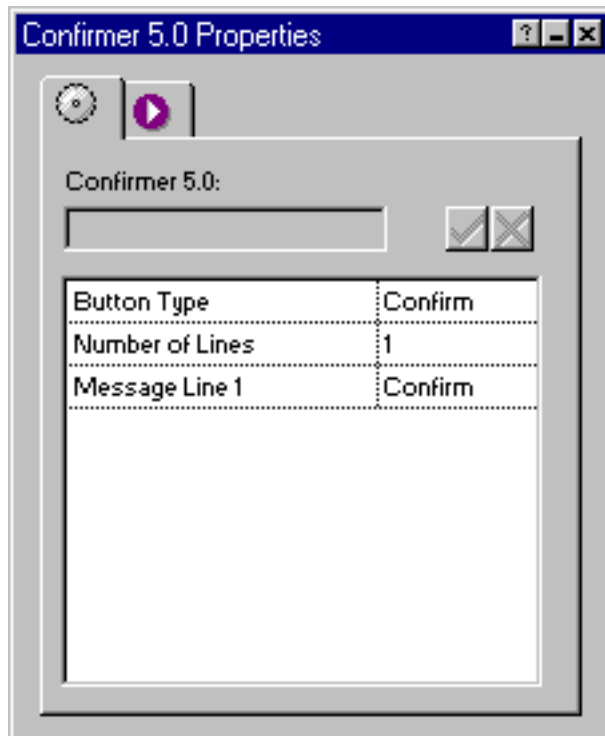 Confirmer 5.0 Properties
Confirmer 5.0:
Button Type Confirm
Number of Lines 1
Message Line 1 Confirm